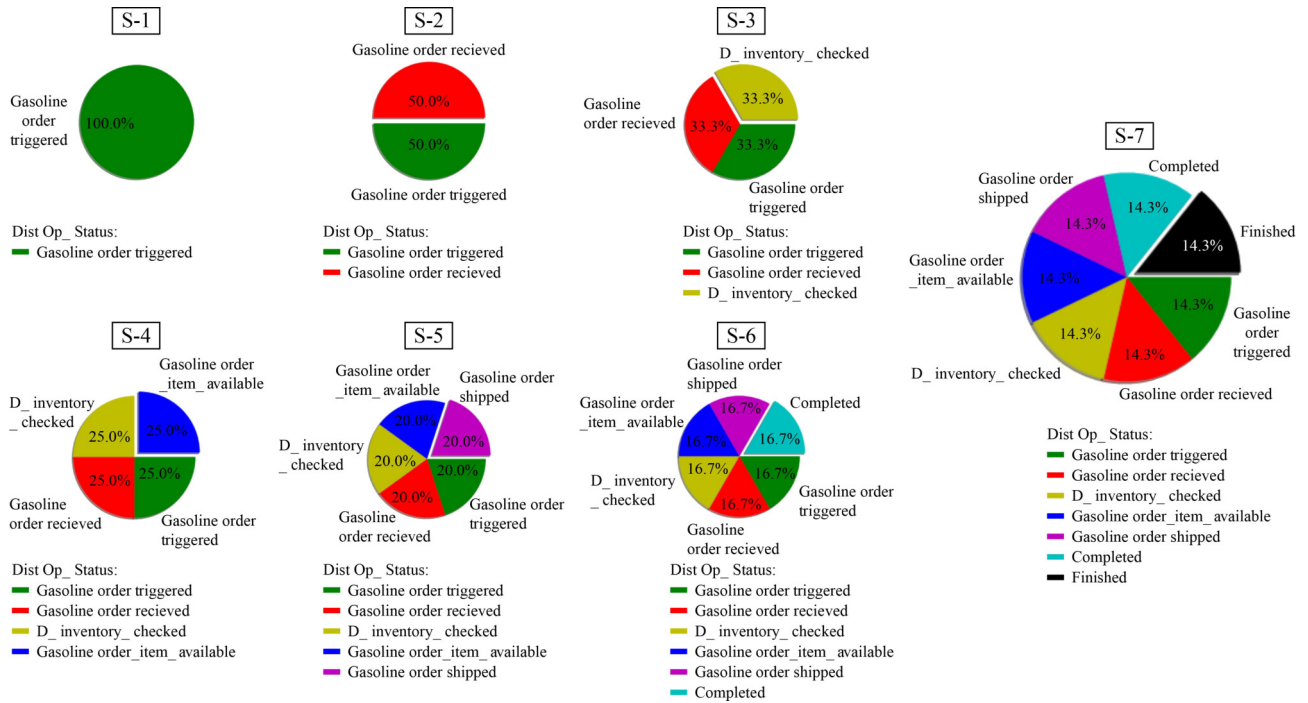 S-1
Gasoline
order
triggered
100.0%
Dist Op_ Status:
Gasoline order triggered
S-2
Gasoline order recieved
50.0%
50.0%
Gasoline order triggered
Dist Op_ Status:
Gasoline order triggered
Gasoline order recieved
S-3
D_ inventory_ checked
Gasoline
order recieved
33.3%
33.3%
33.3%
Gasoline order
triggered
Dist Op_ Status:
Gasoline order triggered
Gasoline order recieved
D_ inventory_ checked
S-4
Gasoline order
_item_ available
D_ inventory
_ checked
25.0%
25.0%
25.0%
25.0%
Gasoline
order recieved
Gasoline order
triggered
Dist Op_ Status:
Gasoline order triggered
Gasoline order recieved
D_ inventory_ checked
Gasoline order_item_ available
S-5
Gasoline order
_item_ available
Gasoline order
shipped
D_ inventory
_ checked
20.0%
20.0%
20.0%
20.0%
20.0%
Gasoline
order recieved
Gasoline order
triggered
Dist Op_ Status:
Gasoline order triggered
Gasoline order recieved
D_ inventory_ checked
Gasoline order_item_ available
Gasoline order shipped
S-6
Gasoline order
shipped
Completed
Gasoline order
_item_ available
16.7%
16.7%
16.7%
16.7%
16.7%
16.7%
D_ inventory
_ checked
Gasoline order
triggered
Gasoline
order recieved
Dist Op_ Status:
Gasoline order triggered
Gasoline order recieved
D_ inventory_ checked
Gasoline order_item_ available
Gasoline order shipped
Completed
S-7
Completed
Gasoline order
shipped
14.3%
14.3%
Finished
14.3%
Gasoline order
_item_ available
14.3%
14.3%
Gasoline
order
triggered
14.3%
14.3%
D_ inventory_ checked
Gasoline order recieved
Dist Op_ Status:
Gasoline order triggered
Gasoline order recieved
D_ inventory_ checked
Gasoline order_item_ available
Gasoline order shipped
Completed
Finished